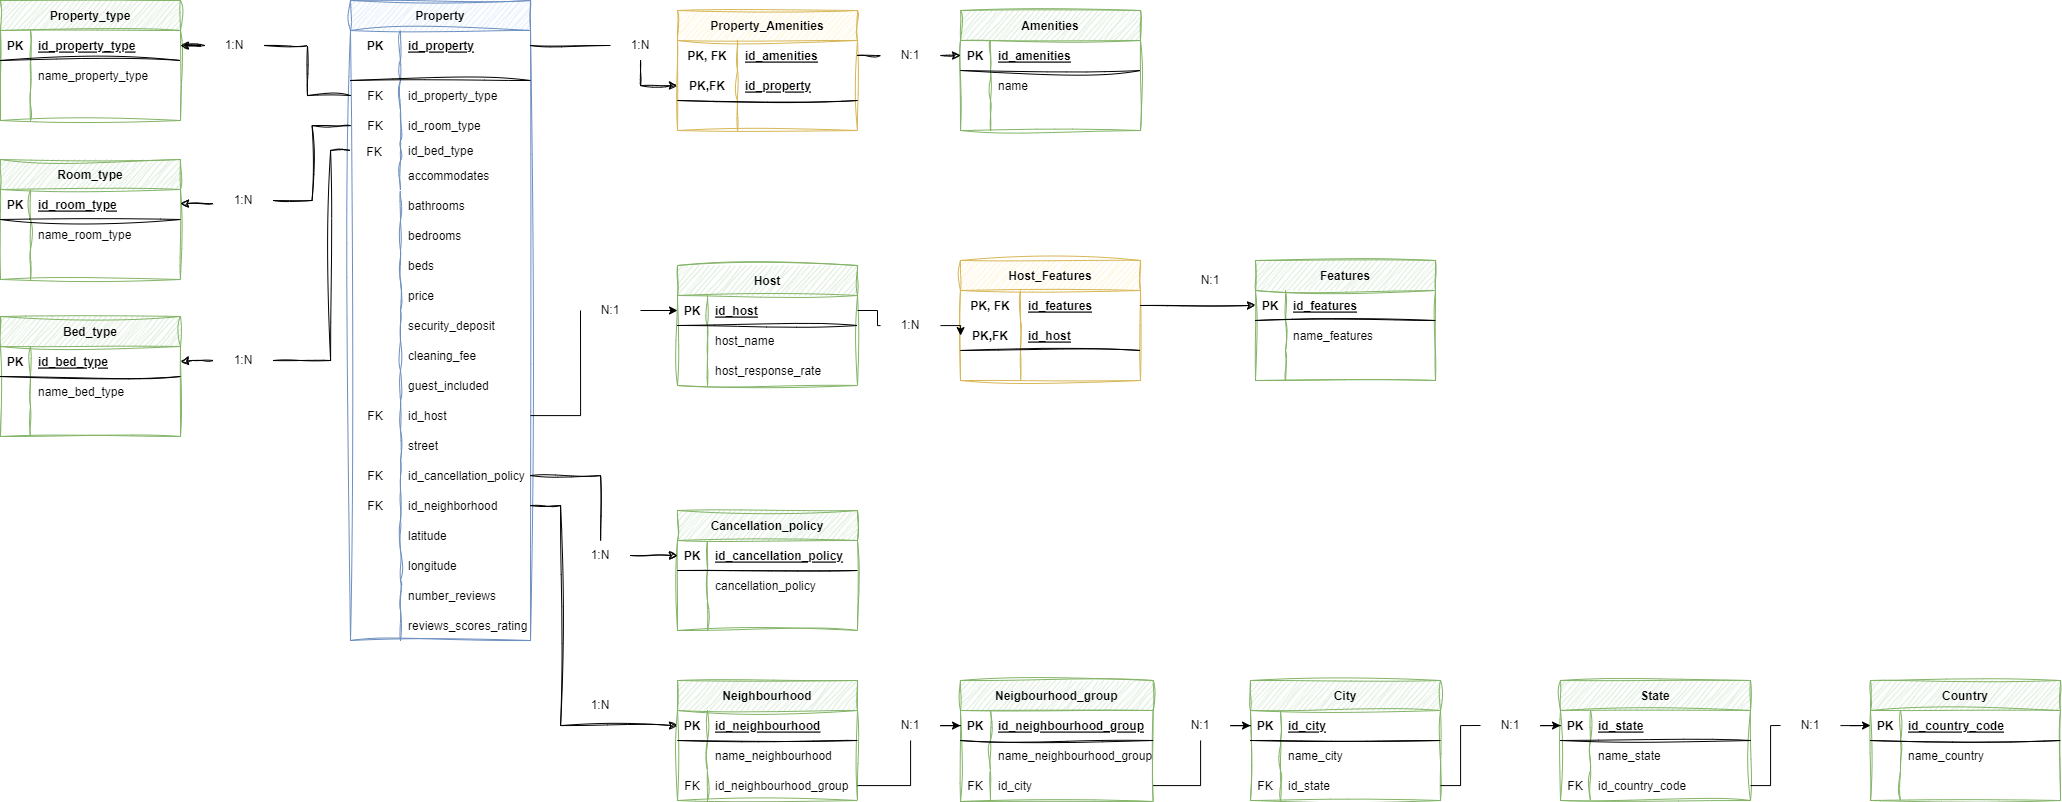 Property_type
PK id_property_type
name_property_type
1:N
Room_type
PK id_room_type
name_room_type
1:N
Bed_type
PK id_bed_type
name_bed_type
1:N
Property
PK id_property
FK id_property_type
FK id_room_type
FK id_bed_type
accommodates
bathrooms
bedrooms
beds
price
security_deposit
cleaning_fee
guest_included
FK id_host
street
FK id_cancellation_policy
FK id_neighborhood
latitude
longitude
number_reviews
reviews_scores_rating
1:N
Property_Amenities
PK, FK id_amenities
PK,FK id_property
N:1
Amenities
PK id_amenities
name
N:1
Host
PK id_host
host_name
host_response_rate
1:N
Host_Features
PK, FK id_features
PK,FK id_host
N:1
Features
PK id_features
name_features
1:N
Cancellation_policy
PK id_cancellation_policy
cancellation_policy
1:N
Neighbourhood
PK id_neighbourhood
name_neighbourhood
FK id_neighbourhood_group
N:1
Neigbourhood_group
PK id_neighbourhood_group
name_neighbourhood_group
FK id_city
N:1
City
PK id_city
name_city
FK id_state
N:1
State
PK id_state
name_state
FK id_country_code
N:1
Country
PK id_country_code
name_country